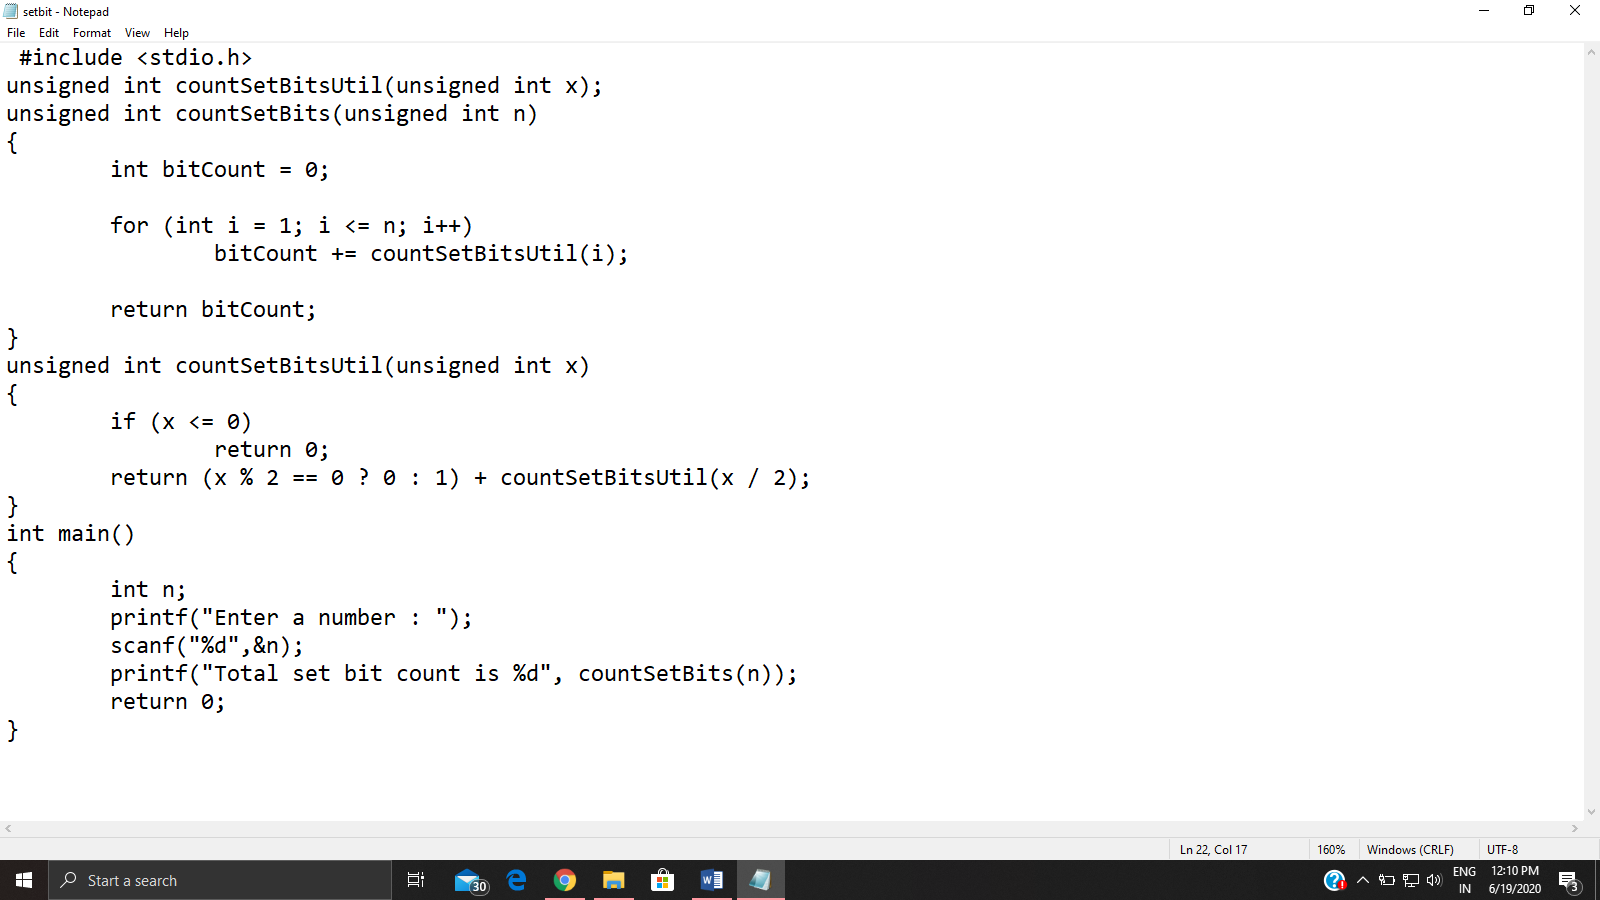 setbit - Notepad
File Edit Format View Help
#include <stdio.h>
unsigned int countSetBitsUtil(unsigned int x);
unsigned int countSetBits(unsigned int n)
{
        int bitCount = 0;

        for (int i = 1; i <= n; i++)
                bitCount += countSetBitsUtil(i);

        return bitCount;
}
unsigned int countSetBitsUtil(unsigned int x)
{
        if (x <= 0)
                return 0;
        return (x % 2 == 0 ? 0 : 1) + countSetBitsUtil(x / 2);
}
int main()
{
        int n;
        printf("Enter a number : ");
        scanf("%d",&n);
        printf("Total set bit count is %d", countSetBits(n));
        return 0;
}
Ln 22, Col 17 160% Windows (CRLF) UTF-8
Start a search 30 ENG 12:10 PM
IN 6/19/2020 3